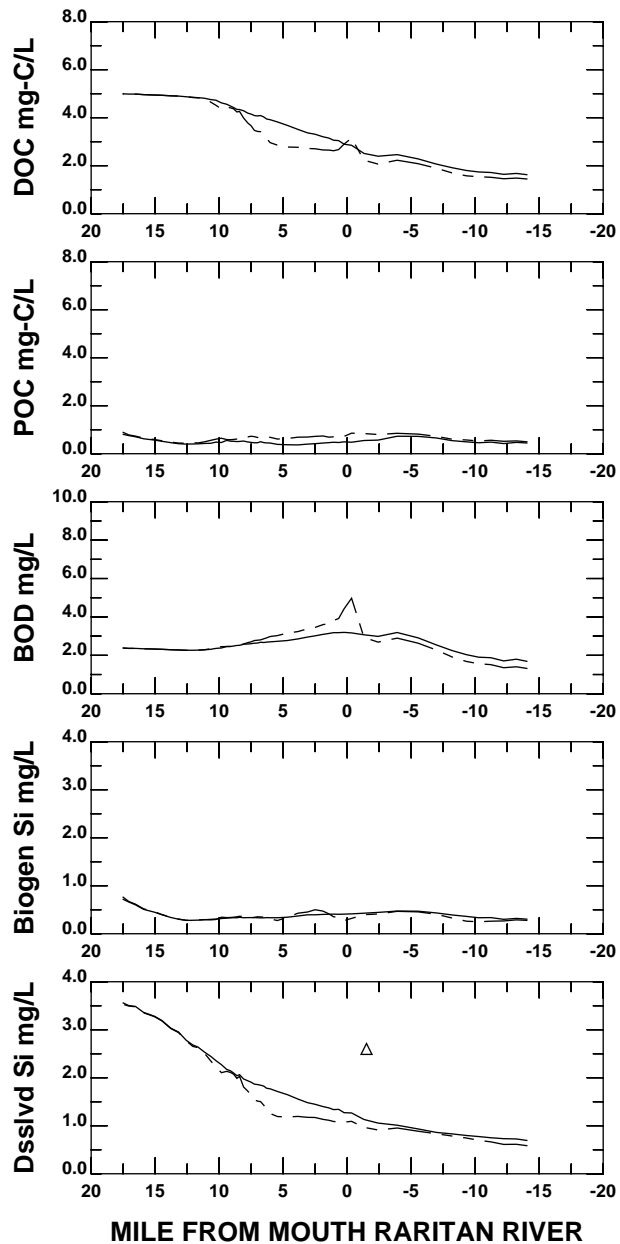 DOC mg-C/L
8.0
6.0
4.0
2.0
0.0
20 15 10 5 0 -5 -10 -15 -20
POC mg-C/L
8.0
6.0
4.0
2.0
0.0
20 15 10 5 0 -5 -10 -15 -20
BOD mg/L
10.0
8.0
6.0
4.0
2.0
0.0
20 15 10 5 0 -5 -10 -15 -20
Biogen Si mg/L
4.0
3.0
2.0
1.0
0.0
20 15 10 5 0 -5 -10 -15 -20
Dsslvd Si mg/L
4.0
3.0
2.0
1.0
0.0
20 15 10 5 0 -5 -10 -15 -20
MILE FROM MOUTH RARITAN RIVER